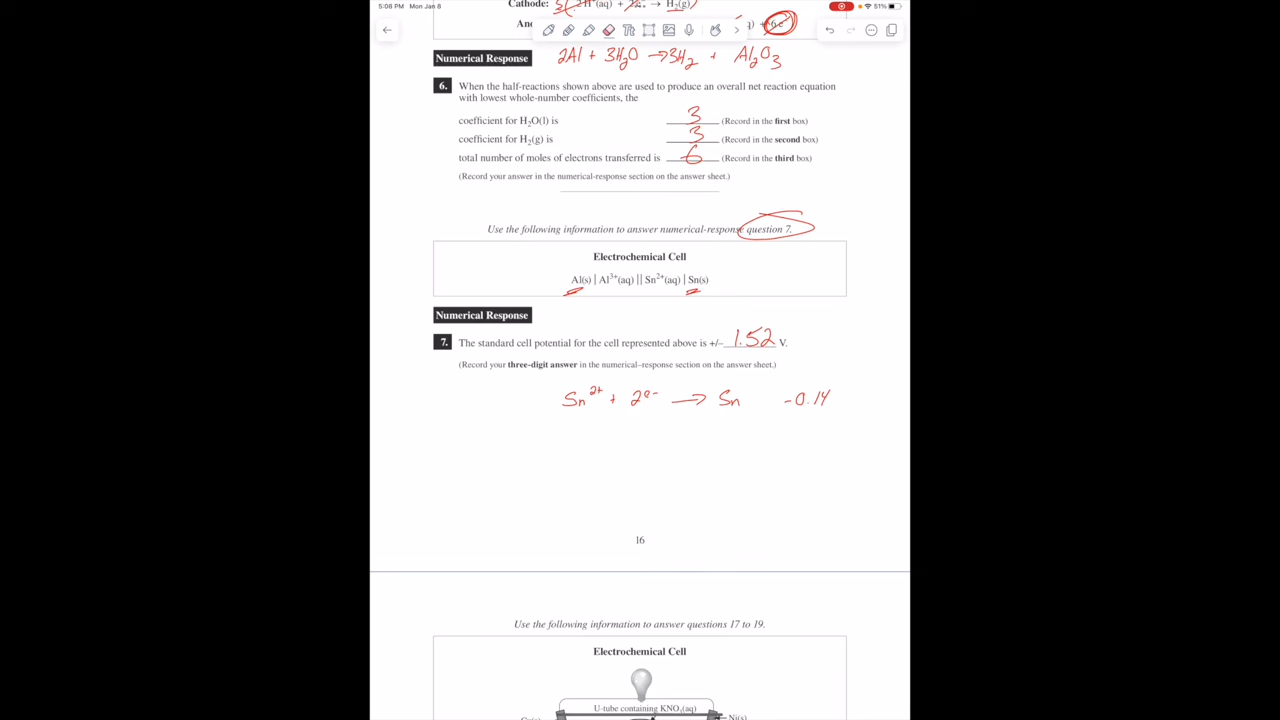 5:08 PM Mon Jan 8
51%
Cathode: 3(2 H⁺(aq) + 2e⁻ → H₂(g))
And
q) + 6 e⁻
Numerical Response
2Al + 3H₂O → 3H₂ + Al₂O₃
6. When the half-reactions shown above are used to produce an overall net reaction equation
with lowest whole-number coefficients, the
coefficient for H₂O(l) is 3 (Record in the first box)
coefficient for H₂(g) is 3 (Record in the second box)
total number of moles of electrons transferred is 6 (Record in the third box)
(Record your answer in the numerical-response section on the answer sheet.)
Use the following information to answer numerical-response question 7.
Electrochemical Cell
Al(s) | Al³⁺(aq) || Sn²⁺(aq) | Sn(s)
Numerical Response
7. The standard cell potential for the cell represented above is +/– 1.52 V.
(Record your three-digit answer in the numerical–response section on the answer sheet.)
Sn²⁺ + 2e⁻ → Sn -0.14
16
Use the following information to answer questions 17 to 19.
Electrochemical Cell
U-tube containing KNO₃(aq)
Ni(s)